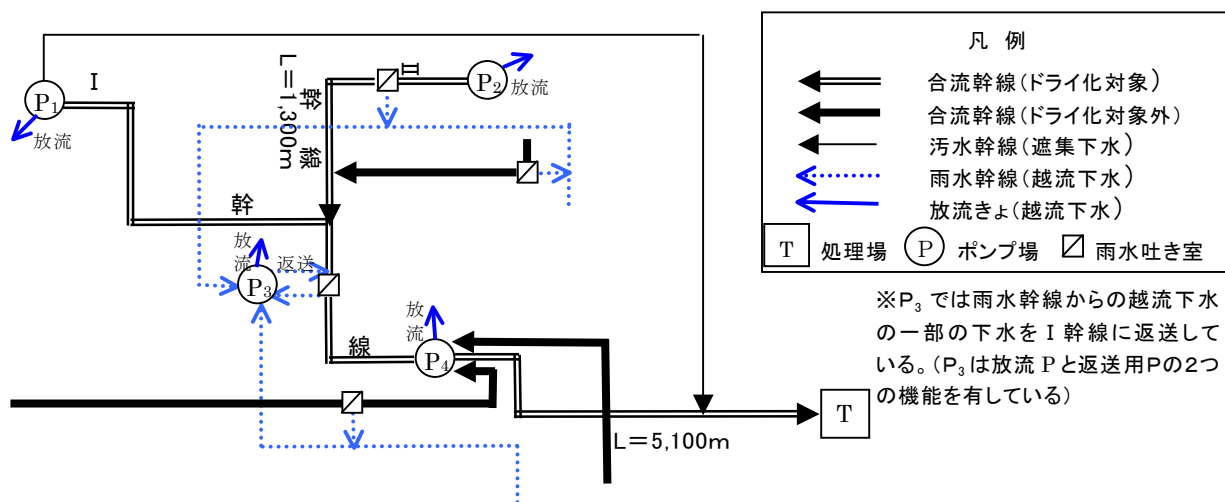 Ⅰ
P₁
放流
L＝1,300m
幹線
Ⅱ
P₂
放流
幹
放流
返送
P₃
線
放流
P₄
L＝5,100m
T
凡 例
合流幹線(ドライ化対象)
合流幹線(ドライ化対象外)
汚水幹線(遮集下水)
雨水幹線(越流下水)
放流きょ(越流下水)
T 処理場 P ポンプ場 雨水吐き室
※P₃ では雨水幹線からの越流下水
の一部の下水をⅠ幹線に返送して
いる。(P₃は放流 P と返送用Pの2つ
の機能を有している)